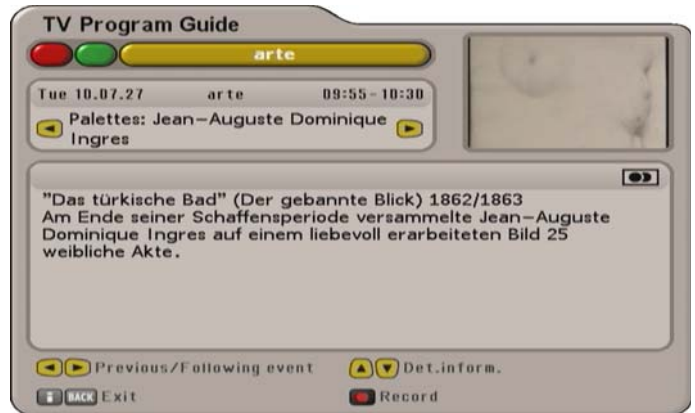 TV Program Guide
arte
Tue 10.07.27 arte 09:55-10:30
Palettes: Jean-Auguste Dominique
Ingres
"Das türkische Bad" (Der gebannte Blick) 1862/1863
Am Ende seiner Schaffensperiode versammelte Jean-Auguste
Dominique Ingres auf einem liebevoll erarbeiteten Bild 25
weibliche Akte.
Previous/Following event Det.inform.
i BACK Exit Record